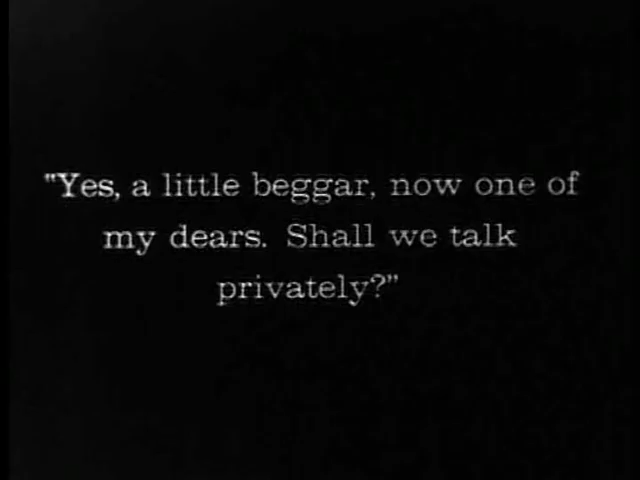 "Yes, a little beggar, now one of
my dears. Shall we talk
privately?"